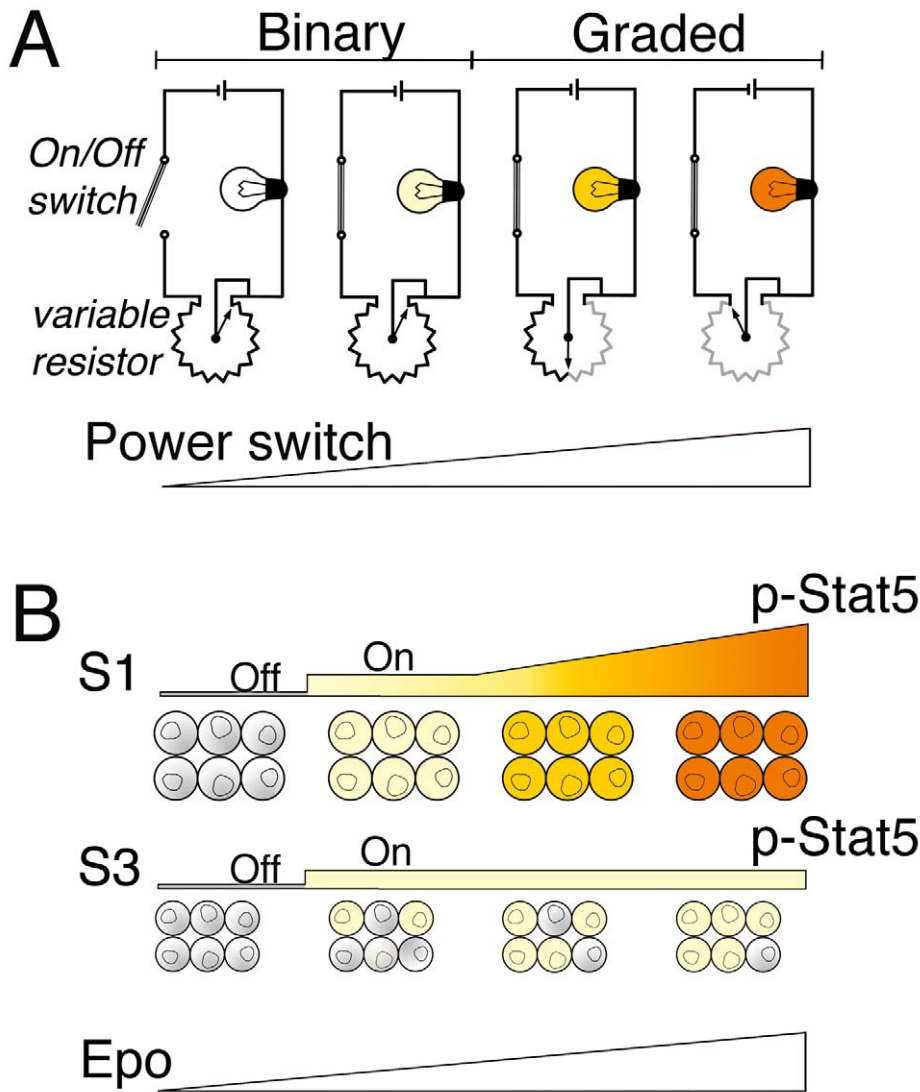 A
Binary
Graded
On/Off
switch
variable
resistor
Power switch
B
p-Stat5
S1
Off
On
p-Stat5
S3
Off
On
Epo